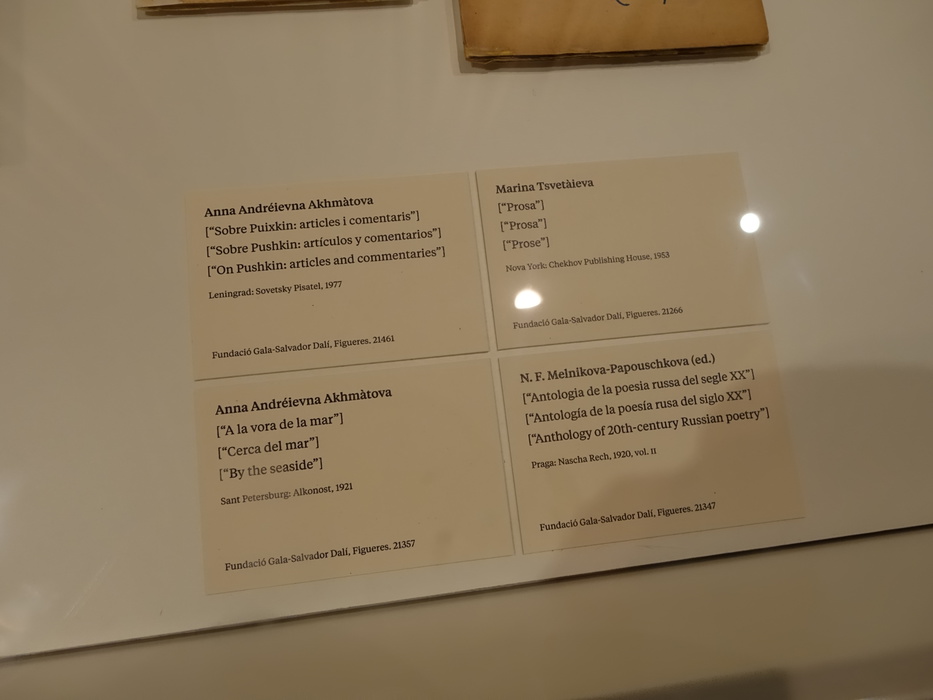 Anna Andréievna Akhmàtova
[“Sobre Puixkin: articles i comentaris”]
[“Sobre Pushkin: artículos y comentarios”]
[“On Pushkin: articles and commentaries”]
Leningrad: Sovetsky Pisatel, 1977
Fundació Gala-Salvador Dalí, Figueres. 21461
Marina Tsvetàieva
[“Prosa”]
[“Prosa”]
[“Prose”]
Nova York: Chekhov Publishing House, 1953
Fundació Gala-Salvador Dalí, Figueres. 21266
Anna Andréievna Akhmàtova
[“A la vora de la mar”]
[“Cerca del mar”]
[“By the seaside”]
Sant Petersburg: Alkonost, 1921
Fundació Gala-Salvador Dalí, Figueres. 21357
N. F. Melnikova-Papouschkova (ed.)
[“Antologia de la poesia russa del segle XX”]
[“Antología de la poesía rusa del siglo XX”]
[“Anthology of 20th-century Russian poetry”]
Praga: Nascha Rech, 1920, vol. II
Fundació Gala-Salvador Dalí, Figueres. 21347